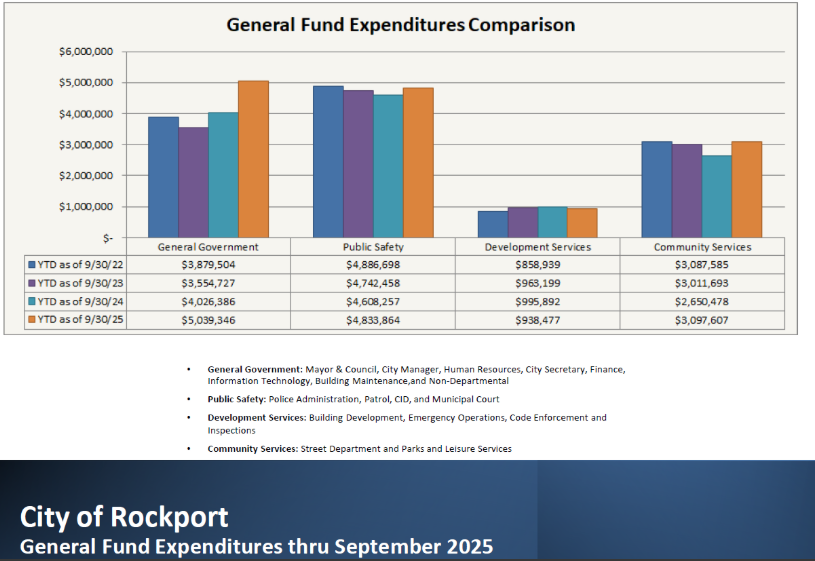 General Fund Expenditures Comparison
$6,000,000
$5,000,000
$4,000,000
$3,000,000
$2,000,000
$1,000,000
$-
General Government Public Safety Development Services Community Services
YTD as of 9/30/22 $3,879,504 $4,886,698 $858,939 $3,087,585
YTD as of 9/30/23 $3,554,727 $4,742,458 $963,199 $3,011,693
YTD as of 9/30/24 $4,026,386 $4,608,257 $995,892 $2,650,478
YTD as of 9/30/25 $5,039,346 $4,833,864 $938,477 $3,097,607
• General Government: Mayor & Council, City Manager, Human Resources, City Secretary, Finance,
Information Technology, Building Maintenance,and Non-Departmental
• Public Safety: Police Administration, Patrol, CID, and Municipal Court
• Development Services: Building Development, Emergency Operations, Code Enforcement and
Inspections
• Community Services: Street Department and Parks and Leisure Services
City of Rockport
General Fund Expenditures thru September 2025